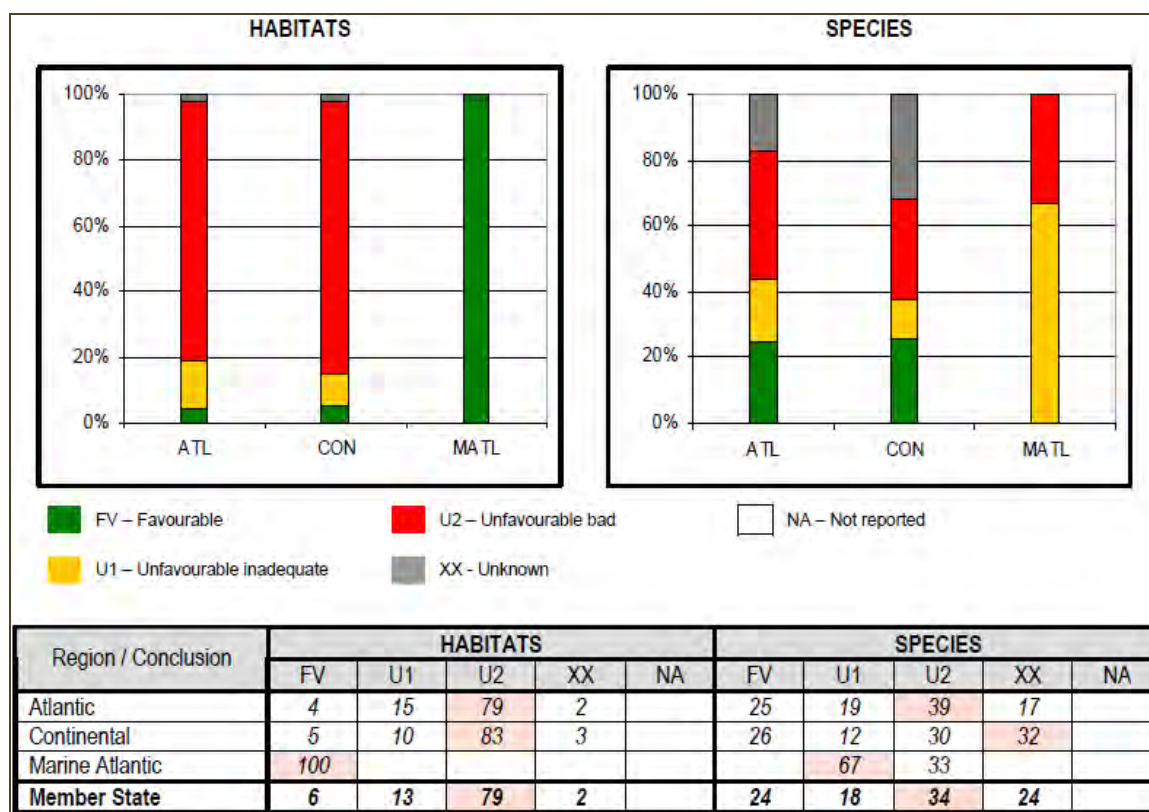 HABITATS SPECIES
100% 100%
80% 80%
60% 60%
40% 40%
20% 20%
0% 0%
ATL CON MATL ATL CON MATL
FV – Favourable U2 – Unfavourable bad NA – Not reported
U1 – Unfavourable inadequate XX - Unknown
Region / Conclusion HABITATS SPECIES
FV U1 U2 XX NA FV U1 U2 XX NA
Atlantic 4 15 79 2 25 19 39 17
Continental 5 10 83 3 26 12 30 32
Marine Atlantic 100 67 33
Member State 6 13 79 2 24 18 34 24